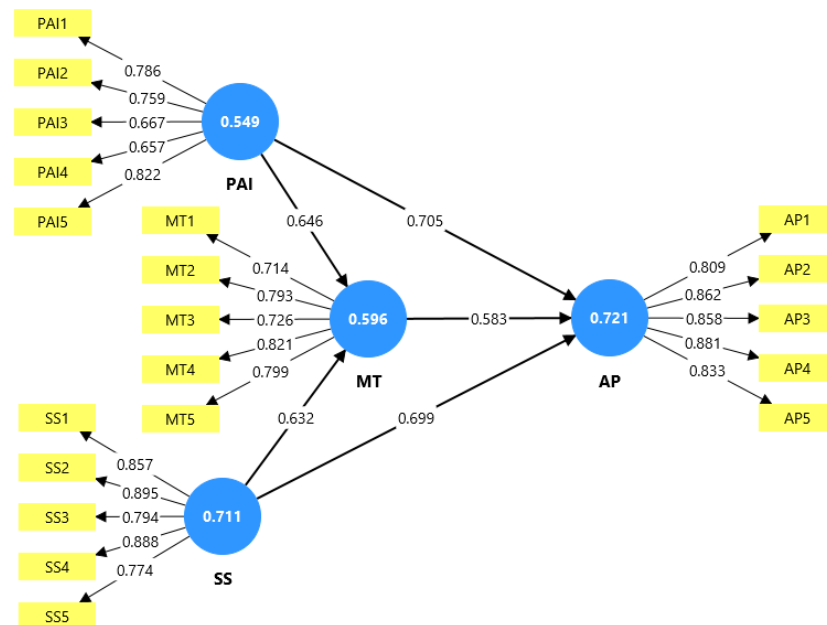 PAI1
PAI2
PAI3
PAI4
PAI5
0.786
0.759
0.667
0.657
0.822
0.549
PAI
0.646
0.705
MT1
MT2
MT3
MT4
MT5
0.714
0.793
0.726
0.821
0.799
0.596
MT
0.583
0.721
AP
0.809
0.862
0.858
0.881
0.833
AP1
AP2
AP3
AP4
AP5
0.632
0.699
SS1
SS2
SS3
SS4
SS5
0.857
0.895
0.794
0.888
0.774
0.711
SS